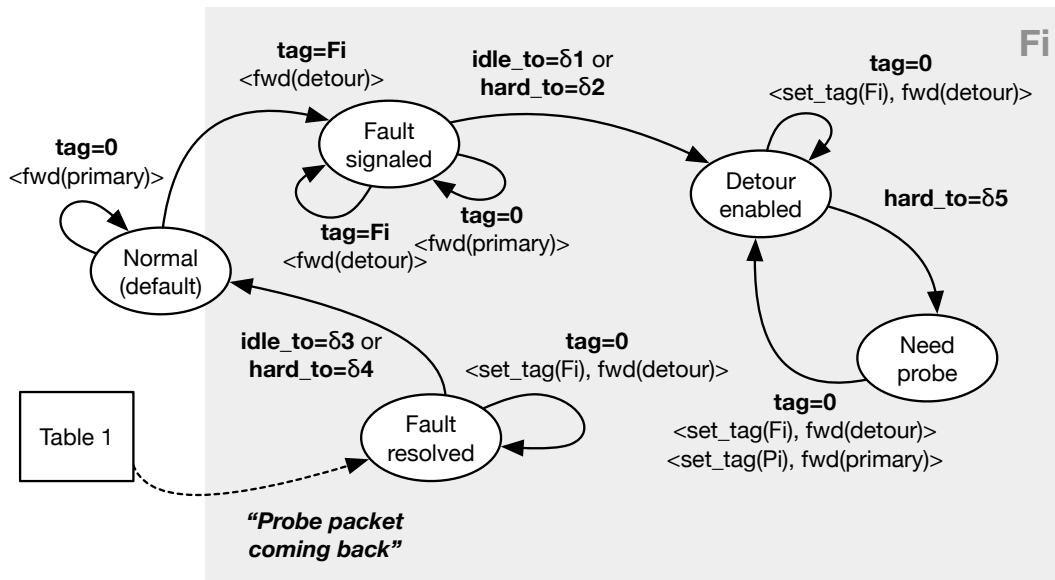 Fi
tag=Fi
<fwd(detour)>
idle_to=δ1 or
hard_to=δ2
tag=0
<set_tag(Fi), fwd(detour)>
Fault
signaled
tag=0
<fwd(primary)>
Detour
enabled
hard_to=δ5
tag=0
<fwd(primary)>
tag=Fi
<fwd(detour)>
Normal
(default)
idle_to=δ3 or
hard_to=δ4
tag=0
<set_tag(Fi), fwd(detour)>
Need
probe
tag=0
<set_tag(Fi), fwd(detour)>
<set_tag(Pi), fwd(primary)>
Table 1
Fault
resolved
“Probe packet
coming back”